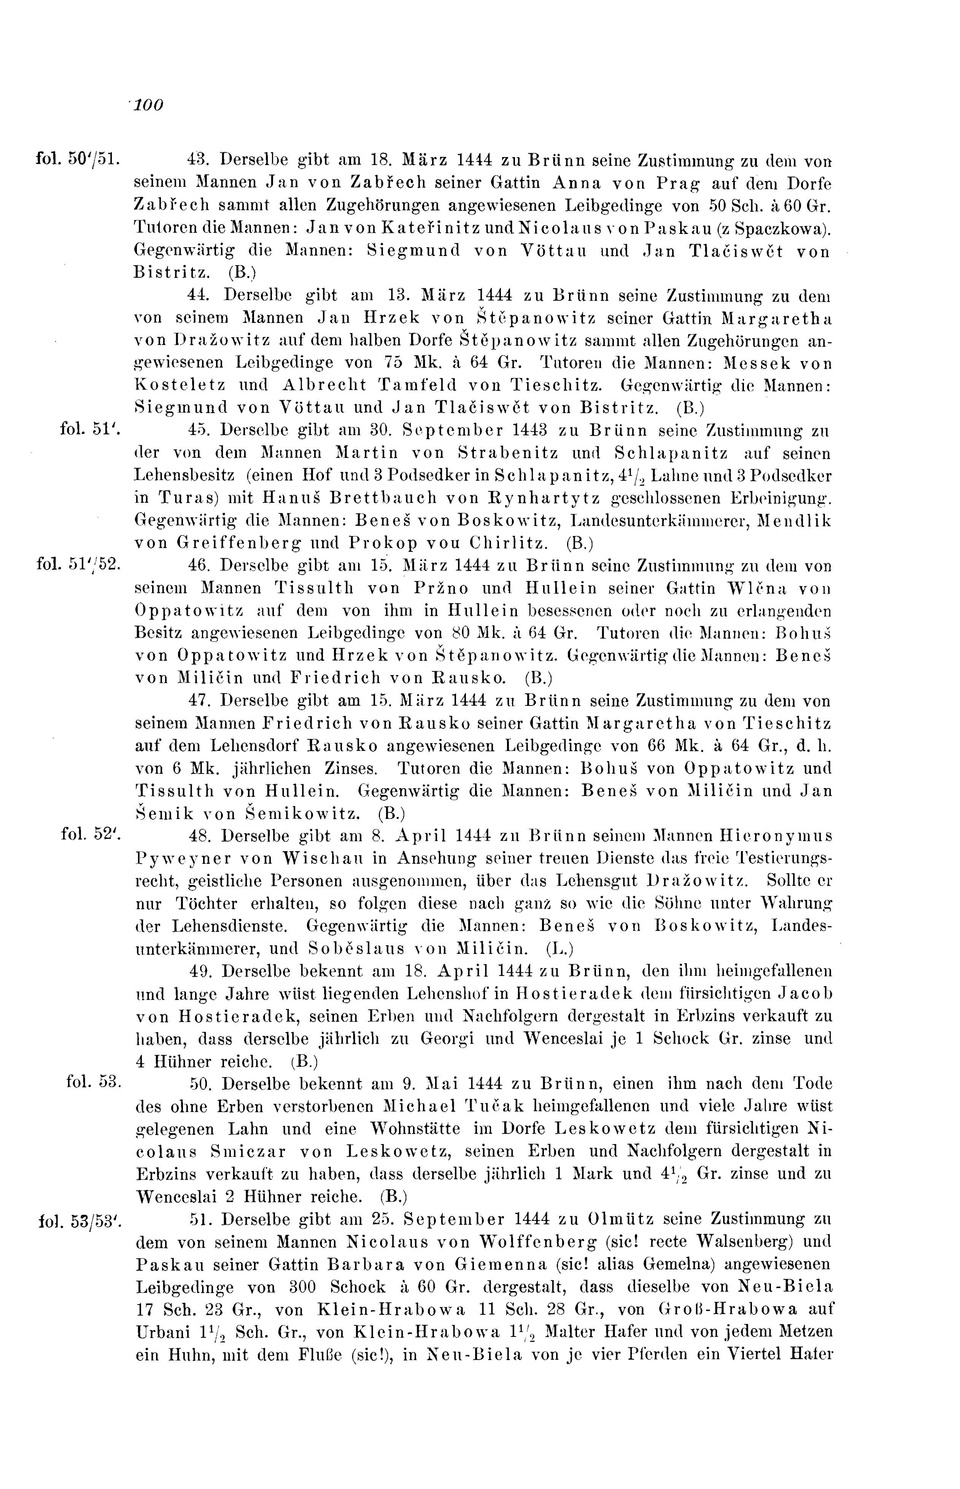 100
fol. 50'/51. 43. Derselbe gibt am 18. März 1444 zu Brünn seine Zustimmung zu dem von
seinem Mannen Jan von Zabřech seiner Gattin Anna von Prag auf dem Dorfe
Zabřech sammt allen Zugehörungen angewiesenen Leibgedinge von 50 Sch. à 60 Gr.
Tutoren die Mannen: Jan von Kateřinitz und Nicolaus von Paskau (z Spaczkowa).
Gegenwärtig die Mannen: Siegmund von Vöttau und Jan Tlačiswět von
Bistritz. (B.)
44. Derselbe gibt am 13. März 1444 zu Brünn seine Zustimmung zu dem
von seinem Mannen Jan Hrzek von Štěpanowitz seiner Gattin Margaretha
von Dražowitz auf dem halben Dorfe Štěpanowitz sammt allen Zugehörungen an-
gewiesenen Leibgedinge von 75 Mk. à 64 Gr. Tutoren die Mannen: Messek von
Kosteletz und Albrecht Tamfeld von Tieschitz. Gegenwärtig die Mannen:
Siegmund von Vöttau und Jan Tlačiswět von Bistritz. (B.)
fol. 51'. 45. Derselbe gibt am 30. September 1443 zu Brünn seine Zustimmung zu
der von dem Mannen Martin von Strabenitz und Schlapanitz auf seinen
Lehensbesitz (einen Hof und 3 Podsedker in Schlapanitz, 4 1/2 Lahne und 3 Podsedker
in Turas) mit Hanuš Brettbauch von Rynhartytz geschlossenen Erbeinigung.
Gegenwärtig die Mannen: Beneš von Boskowitz, Landesunterkämmerer, Mendlik
von Greiffenberg und Prokop vou Chirlitz. (B.)
fol. 51'/52. 46. Derselbe gibt am 15. März 1444 zu Brünn seine Zustimmung zu dem von
seinem Mannen Tissulth von Pržno und Hullein seiner Gattin Wlěna von
Oppatowitz auf dem von ihm in Hullein besessenen oder noch zu erlangenden
Besitz angewiesenen Leibgedinge von 80 Mk. à 64 Gr. Tutoren die Mannen: Bohuš
von Oppatowitz und Hrzek von Štěpanowitz. Gegenwärtig die Mannen: Beneš
von Miličin und Friedrich von Rausko. (B.)
47. Derselbe gibt am 15. März 1444 zu Brünn seine Zustimmung zu dem von
seinem Mannen Friedrich von Rausko seiner Gattin Margaretha von Tieschitz
auf dem Lehensdorf Rausko angewiesenen Leibgedinge von 66 Mk. à 64 Gr., d. h.
von 6 Mk. jährlichen Zinses. Tutoren die Mannen: Bohuš von Oppatowitz und
Tissulth von Hullein. Gegenwärtig die Mannen: Beneš von Miličin und Jan
Šemik von Šemikowitz. (B.)
fol. 52'. 48. Derselbe gibt am 8. April 1444 zu Brünn seinem Mannen Hieronymus
Pyweyner von Wischau in Ansehung seiner treuen Dienste das freie Testierungs-
recht, geistliche Personen ausgenommen, über das Lehensgut Dražowitz. Sollte er
nur Töchter erhalten, so folgen diese nach ganz so wie die Söhne unter Wahrung
der Lehensdienste. Gegenwärtig die Mannen: Beneš von Boskowitz, Landes-
unterkämmerer, und Soběslaus von Miličin. (L.)
49. Derselbe bekennt am 18. April 1444 zu Brünn, den ihm heimgefallenen
und lange Jahre wüst liegenden Lehenshof in Hostieradek dem fürsichtigen Jacob
von Hostieradek, seinen Erben und Nachfolgern dergestalt in Erbzins verkauft zu
haben, dass derselbe jährlich zu Georgi und Wenceslai je 1 Schock Gr. zinse und
4 Hühner reiche. (B.)
fol. 53. 50. Derselbe bekennt am 9. Mai 1444 zu Brünn, einen ihm nach dem Tode
des ohne Erben verstorbenen Michael Tučak heimgefallenen und viele Jahre wüst
gelegenen Lahn und eine Wohnstätte im Dorfe Leskowetz dem fürsichtigen Ni-
colaus Smiczar von Leskowetz, seinen Erben und Nachfolgern dergestalt in
Erbzins verkauft zu haben, dass derselbe jährlich 1 Mark und 4 1/2 Gr. zinse und zu
Wenceslai 2 Hühner reiche. (B.)
fol. 53/53'. 51. Derselbe gibt am 25. September 1444 zu Olmütz seine Zustimmung zu
dem von seinem Mannen Nicolaus von Wolffenberg (sic! recte Walsenberg) und
Paskau seiner Gattin Barbara von Giemenna (sic! alias Gemelna) angewiesenen
Leibgedinge von 300 Schock à 60 Gr. dergestalt, dass dieselbe von Neu-Biela
17 Sch. 23 Gr., von Klein-Hrabowa 11 Sch. 28 Gr., von Groß-Hrabowa auf
Urbani 1 1/2 Sch. Gr., von Klein-Hrabowa 1 1/2 Malter Hafer und von jedem Metzen
ein Huhn, mit dem Fluße (sic!), in Neu-Biela von je vier Pferden ein Viertel Hafer